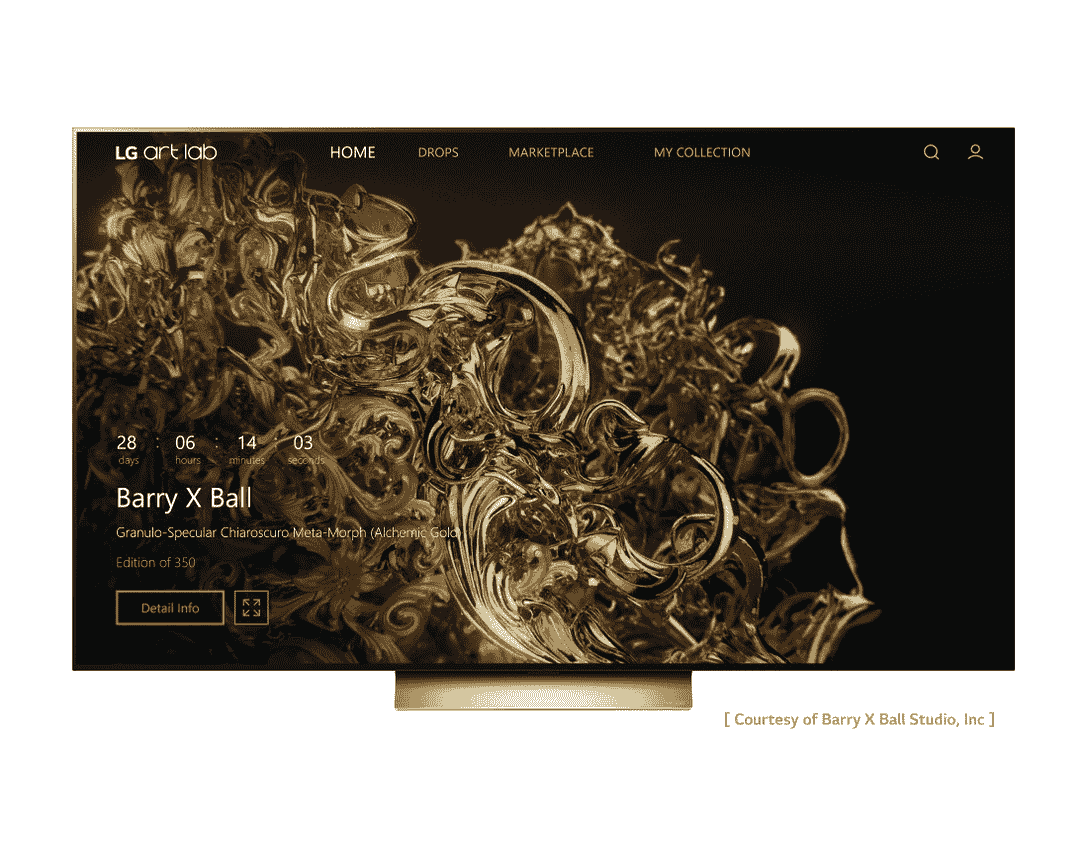 LG art lab HOME DROPS MARKETPLACE MY COLLECTION
28 : 06 : 14 : 03
days hours minutes seconds
Barry X Ball
Granulo-Specular Chiaroscuro Meta-Morph (Alchemic Gold)
Edition of 350
Detail Info
[ Courtesy of Barry X Ball Studio, Inc ]